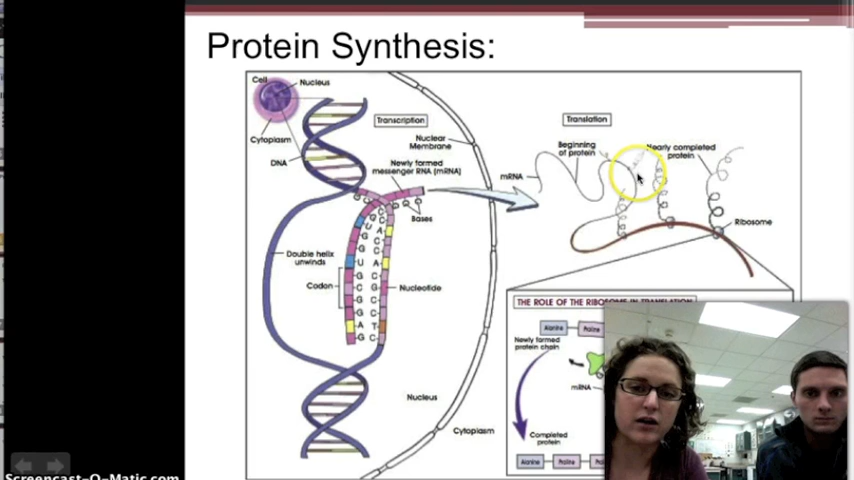 Protein Synthesis:
Cell
Nucleus
Cytoplasm
DNA
Transcription
Nuclear
Membrane
Newly formed
messenger RNA (mRNA)
Bases
Double helix
unwinds
Codon
Nucleotide
U
G
G
U
G
C
G
G
A
G
C
A
C
C
A
C
G
C
C
T
C
Nucleus
Cytoplasm
Translation
Beginning
of protein
Nearly completed
protein
mRNA
Ribosome
THE ROLE OF THE RIBOSOME IN TRANSLATION
Alanine
Proline
Newly formed
protein chain
mRNA
Completed
protein
Alanine
Proline
Screencast-O-Matic.com